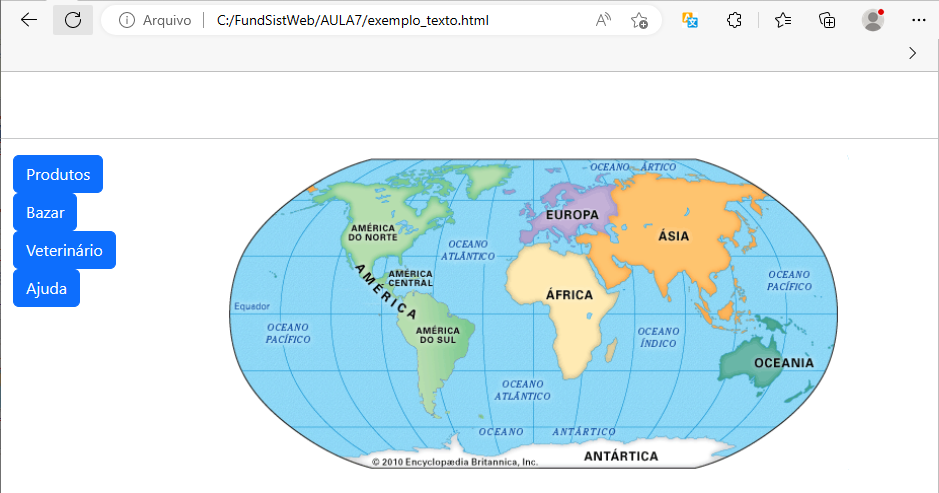 Arquivo C:/FundSistWeb/AULA7/exemplo_texto.html
Produtos
Bazar
Veterinário
Ajuda
OCEANO ÁRTICO
EUROPA
AMÉRICA
DO NORTE
ÁSIA
OCEANO
ATLÂNTICO
AMÉRICA
CENTRAL
AMÉRICA
OCEANO
PACÍFICO
ÁFRICA
Equador
OCEANO
PACÍFICO
AMÉRICA
DO SUL
OCEANO
ÍNDICO
OCEANIA
OCEANO
ATLÂNTICO
OCEANO ANTÁRTICO
ANTÁRTICA
© 2010 Encyclopædia Britannica, Inc.